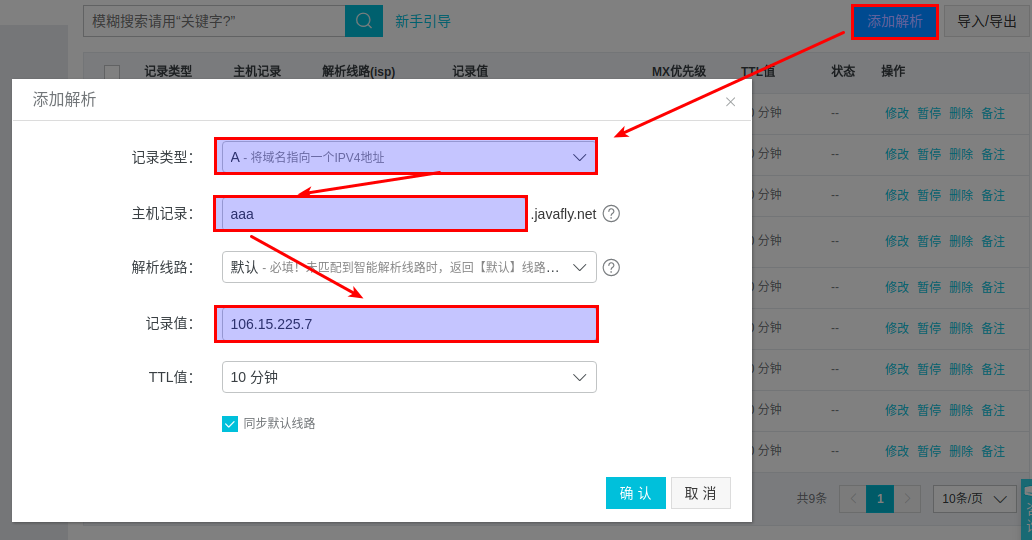 模糊搜索请用“关键字?”
新手引导
添加解析
导入/导出
记录类型 主机记录 解析线路(isp) 记录值 MX优先级 TTL值 状态 操作
添加解析
分钟 -- 修改 暂停 删除 备注
记录类型： A - 将域名指向一个IPV4地址
分钟 -- 修改 暂停 删除 备注
分钟 -- 修改 暂停 删除 备注
主机记录： aaa .javafly.net ?
分钟 -- 修改 暂停 删除 备注
解析线路： 默认 - 必填！未匹配到智能解析线路时，返回【默认】线路... ?
分钟 -- 修改 暂停 删除 备注
记录值： 106.15.225.7
分钟 -- 修改 暂停 删除 备注
TTL值： 10 分钟
分钟 -- 修改 暂停 删除 备注
分钟 -- 修改 暂停 删除 备注
同步默认线路
分钟 -- 修改 暂停 删除 备注
确 认 取 消
共9条 1 10条/页